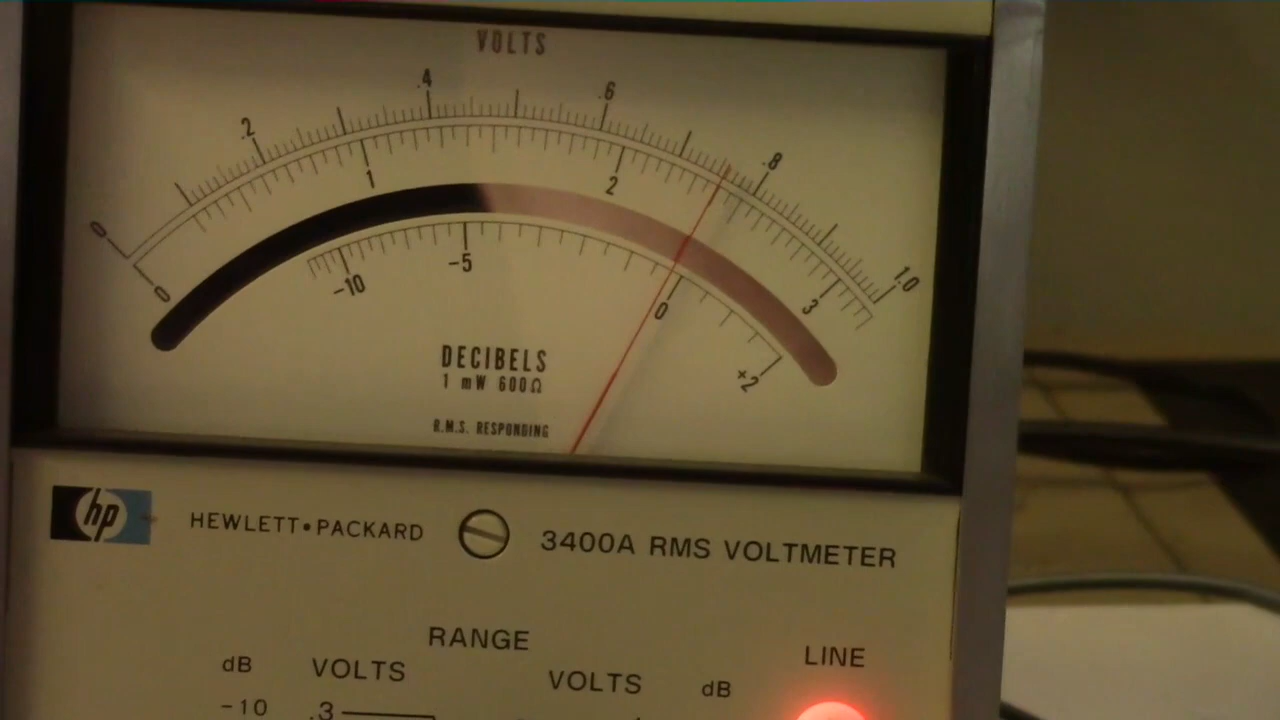 VOLTS
0 .2 .4 .6 .8 1.0
0 1 2 3
-10 -5 0 +2
DECIBELS
1 mW 600Ω
R.M.S. RESPONDING
hp HEWLETT•PACKARD 3400A RMS VOLTMETER
RANGE
LINE
dB VOLTS VOLTS dB
-10 .3